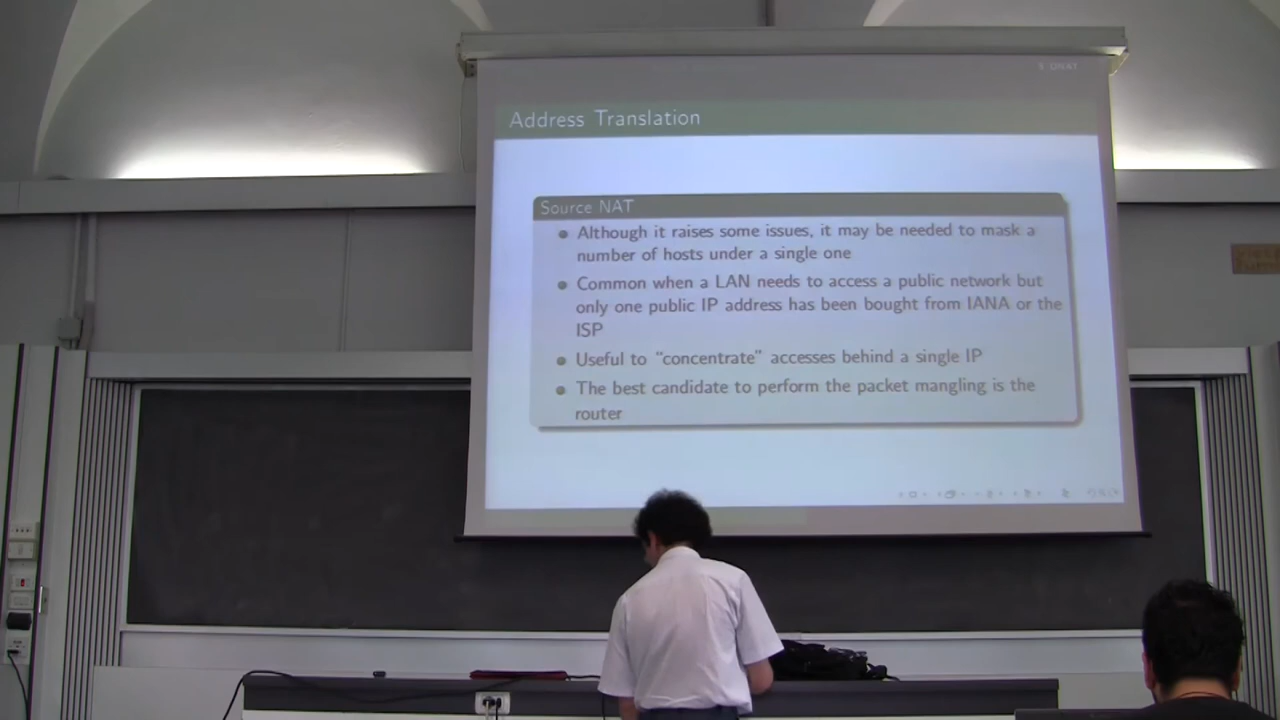 S-DNAT
Address Translation
Source NAT
Although it raises some issues, it may be needed to mask a
number of hosts under a single one
Common when a LAN needs to access a public network but
only one public IP address has been bought from IANA or the
ISP
Useful to “concentrate” accesses behind a single IP
The best candidate to perform the packet mangling is the
router